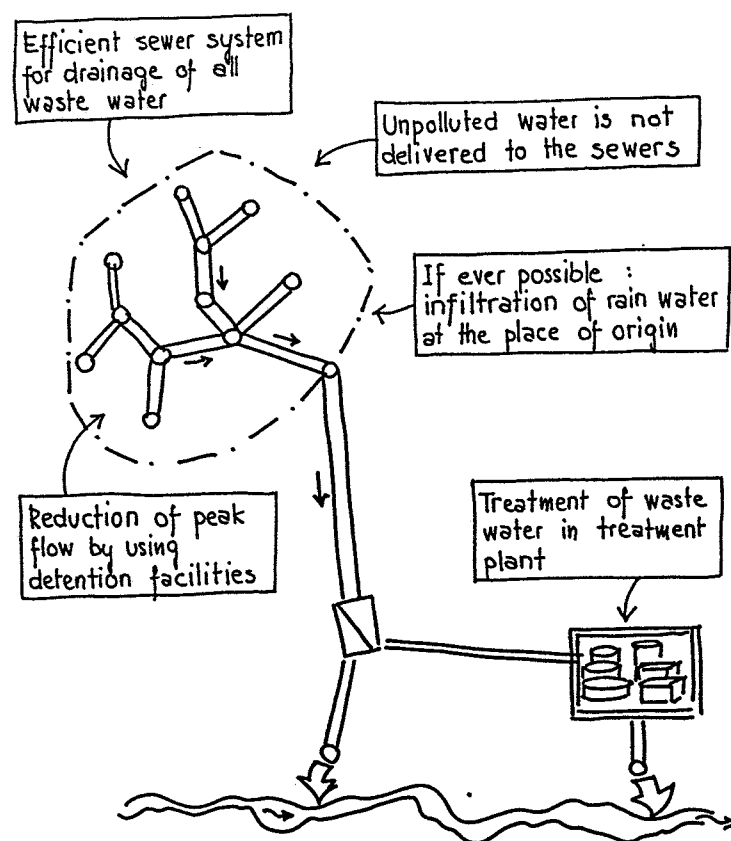 Efficient sewer system
for drainage of all
waste water
Unpolluted water is not
delivered to the sewers
If ever possible :
infiltration of rain water
at the place of origin
Reduction of peak
flow by using
detention facilities
Treatment of waste
water in treatment
plant